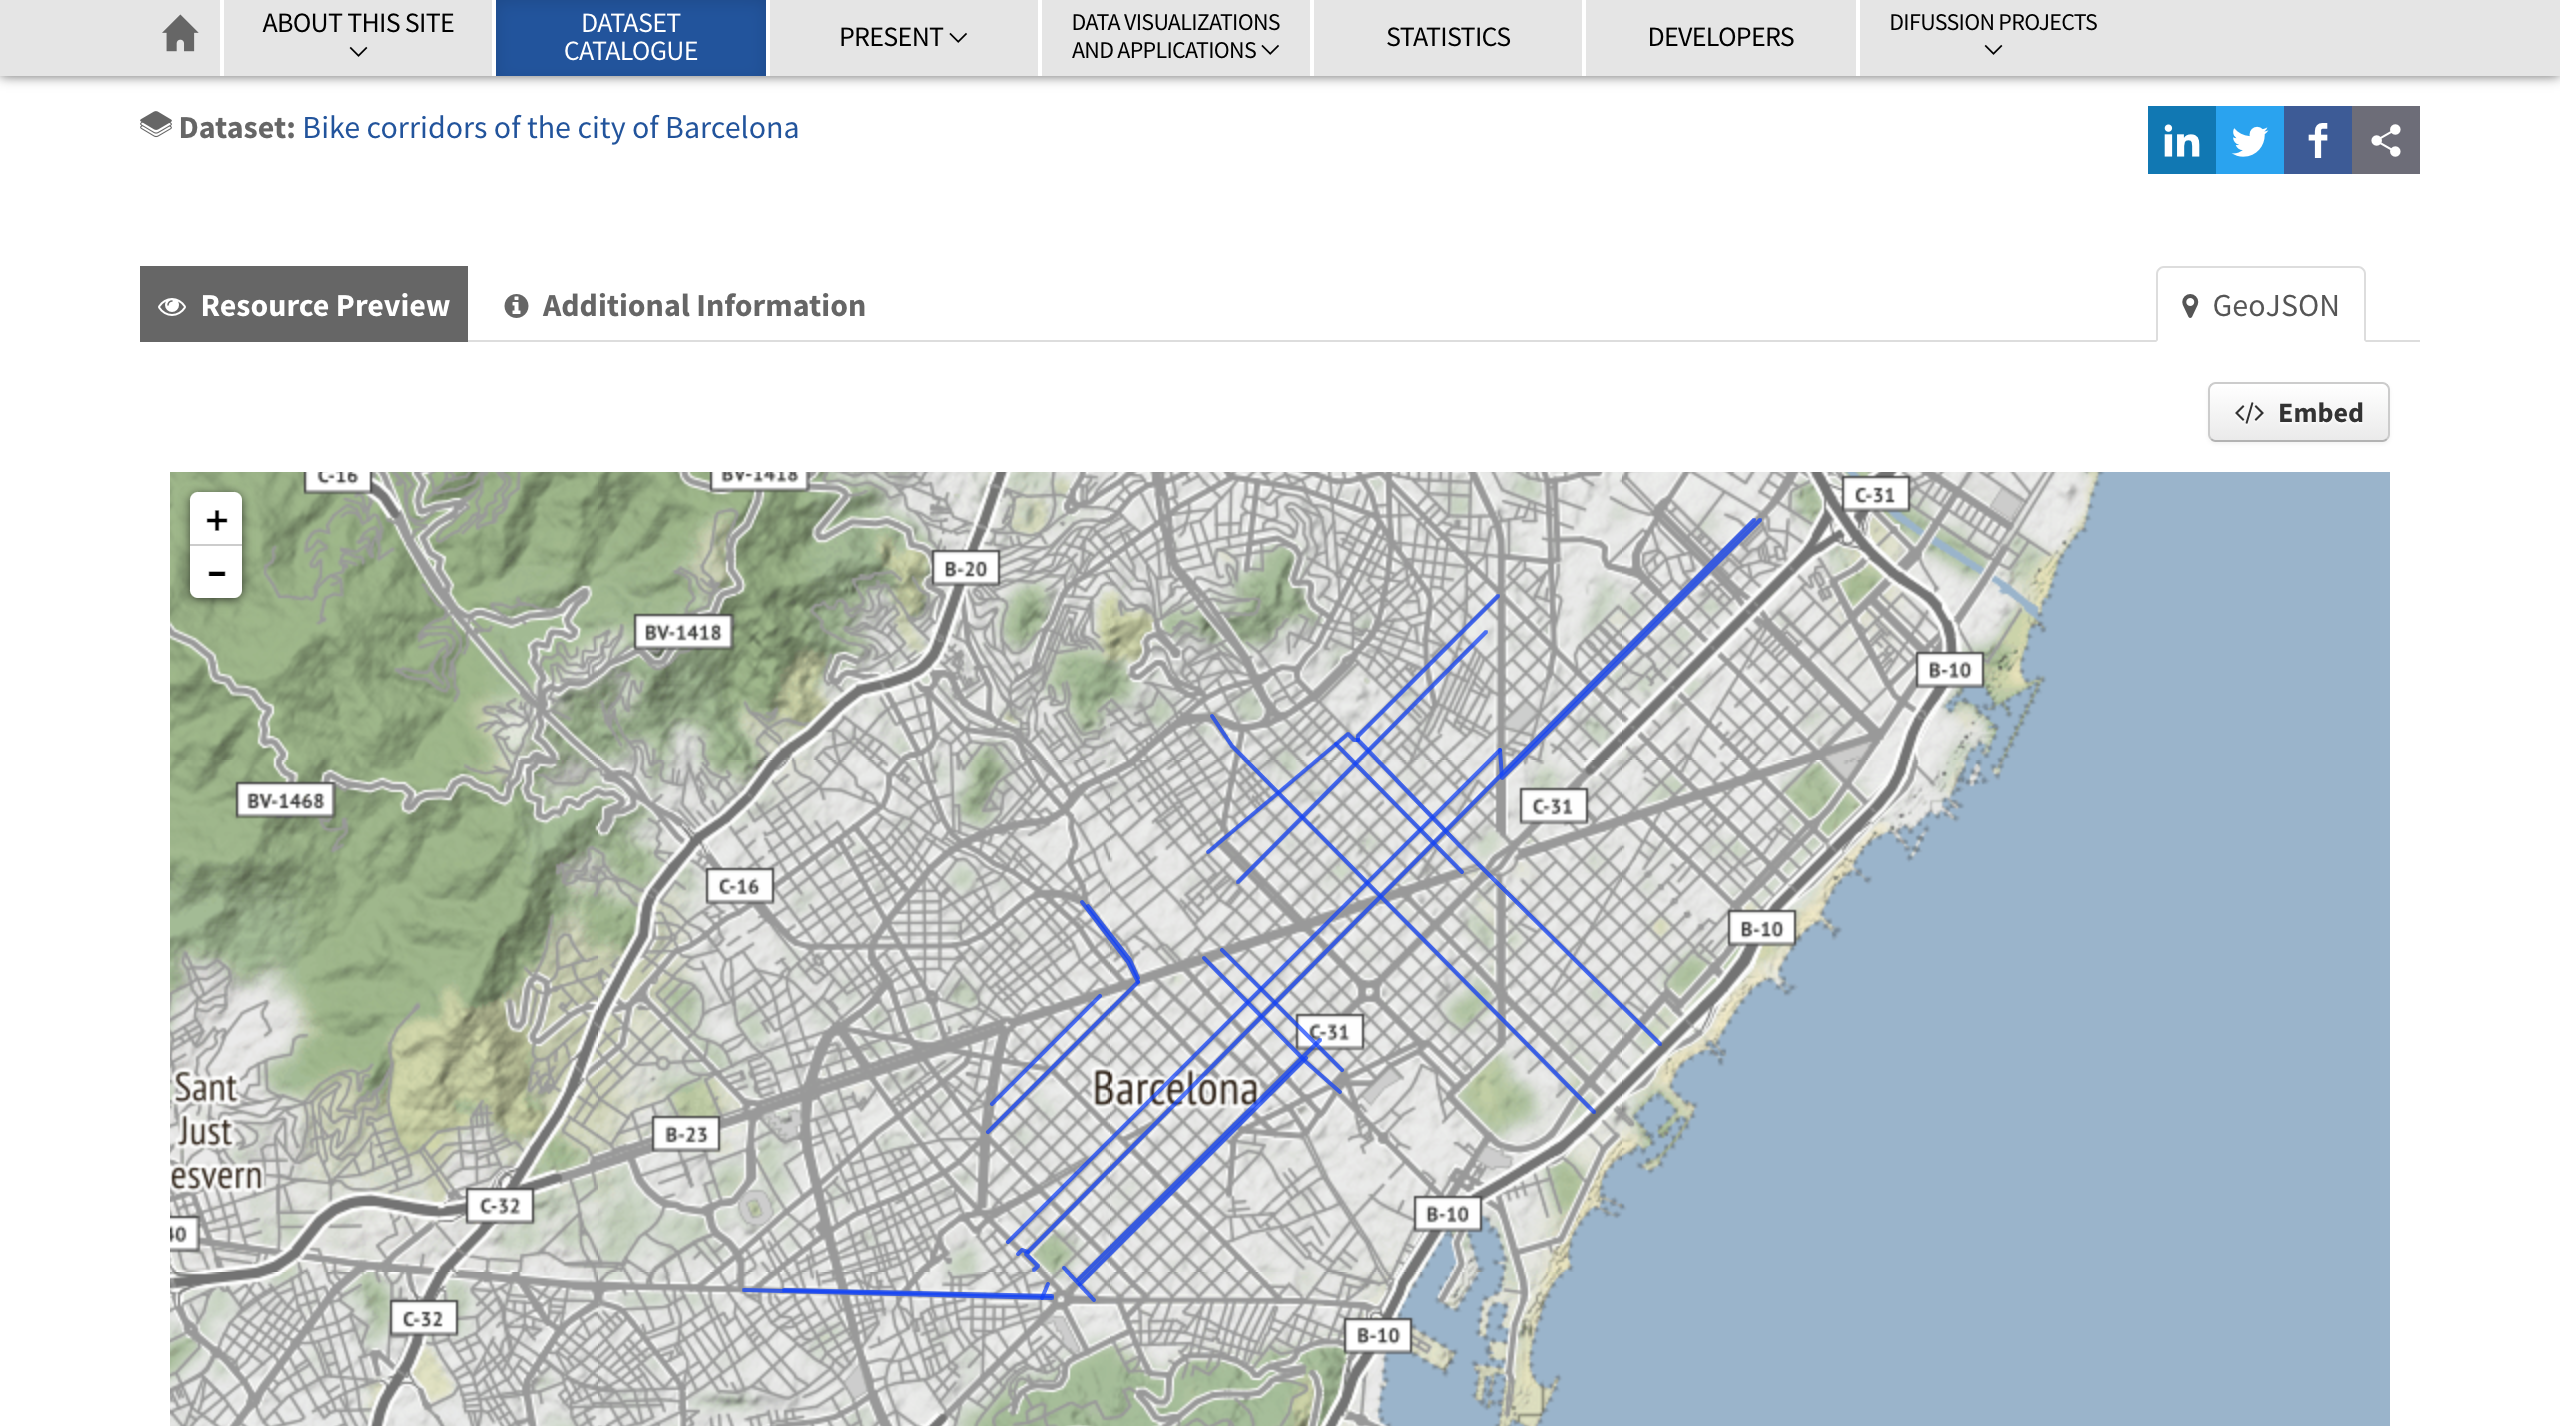 ABOUT THIS SITE
DATASET
CATALOGUE
PRESENT
DATA VISUALIZATIONS
AND APPLICATIONS
STATISTICS
DEVELOPERS
DIFUSSION PROJECTS
Dataset: Bike corridors of the city of Barcelona
in
f
Resource Preview
Additional Information
GeoJSON
</> Embed
+
-
C-16
BV-1418
C-31
B-20
BV-1418
B-10
BV-1468
C-31
C-16
B-10
C-31
Barcelona
Sant
Just
esvern
B-23
C-32
B-10
40
C-32
B-10